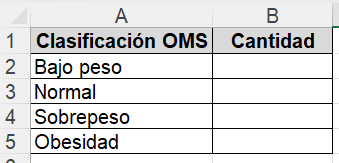 A B
1 Clasificación OMS Cantidad
2 Bajo peso
3 Normal
4 Sobrepeso
5 Obesidad